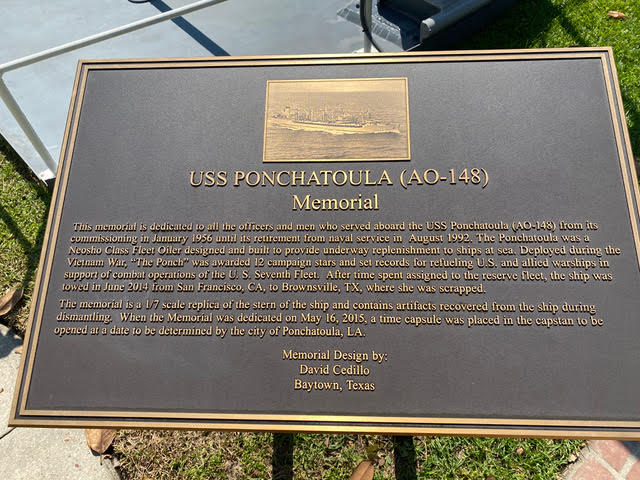 USS PONCHATOULA (AO-148)
Memorial
This memorial is dedicated to all the officers and men who served aboard the USS Ponchatoula (AO-148) from its
commissioning in January 1956 until its retirement from naval service in August 1992. The Ponchatoula was a
Neosho Class Fleet Oiler designed and built to provide underway replenishment to ships at sea. Deployed during the
Vietnam War, "The Ponch" was awarded 12 campaign stars and set records for refueling U.S. and allied warships in
support of combat operations of the U. S. Seventh Fleet. After time spent assigned to the reserve fleet, the ship was
towed in June 2014 from San Francisco, CA, to Brownsville, TX, where she was scrapped.
The memorial is a 1/7 scale replica of the stern of the ship and contains artifacts recovered from the ship during
dismantling. When the Memorial was dedicated on May 16, 2015, a time capsule was placed in the capstan to be
opened at a date to be determined by the city of Ponchatoula, LA.
Memorial Design by:
David Cedillo
Baytown, Texas